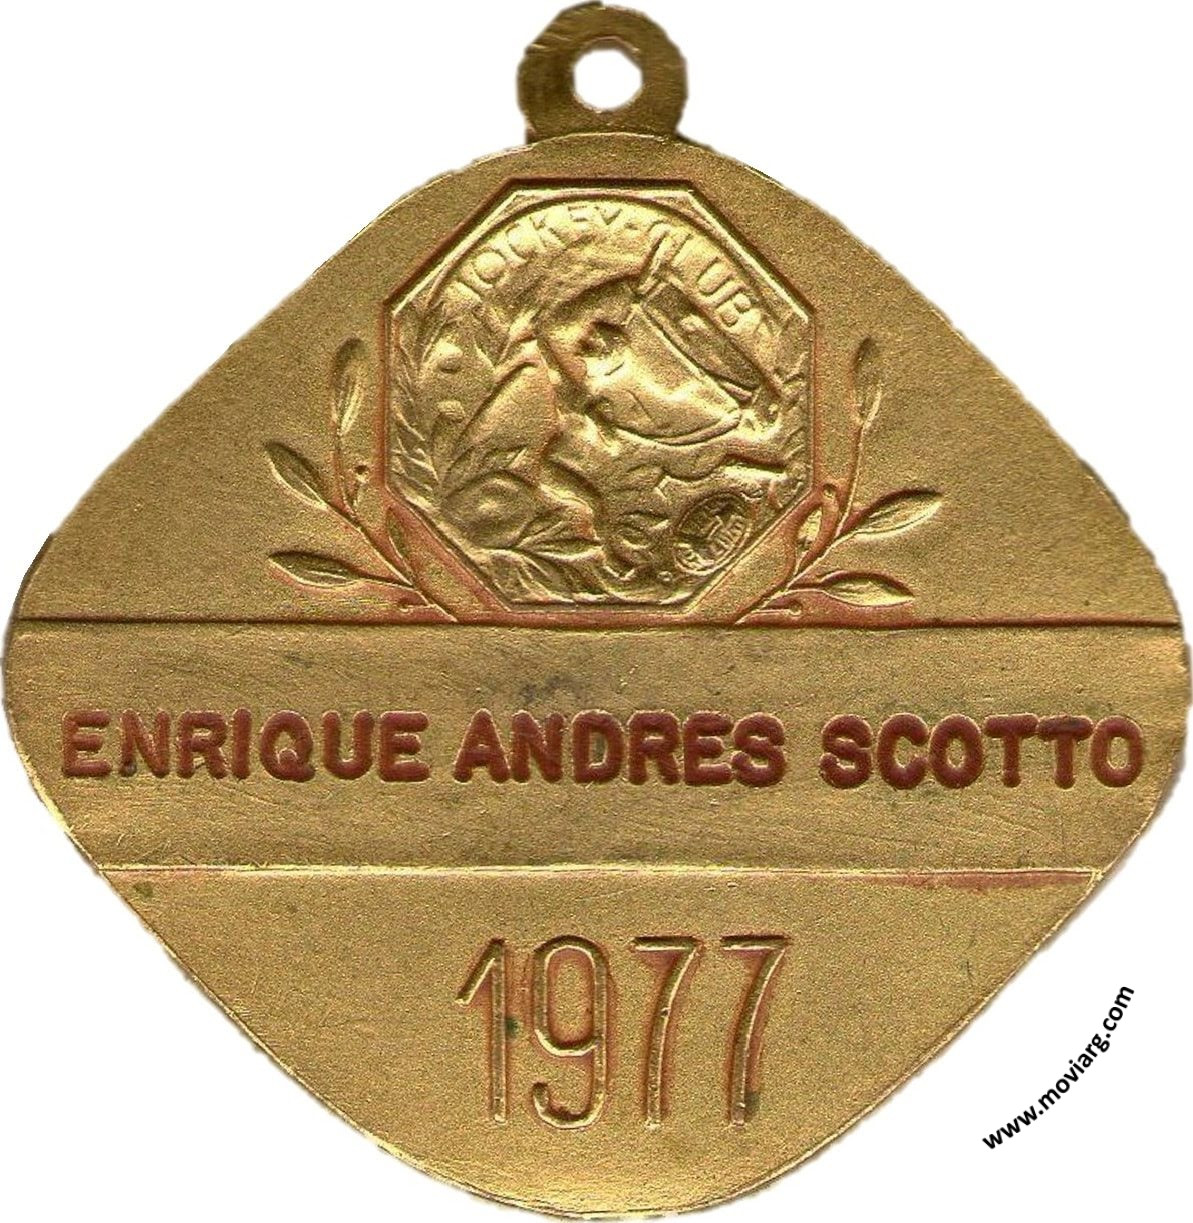 JOCKEY-CLUB
ENRIQUE ANDRES SCOTTO
1977
www.moviarg.com